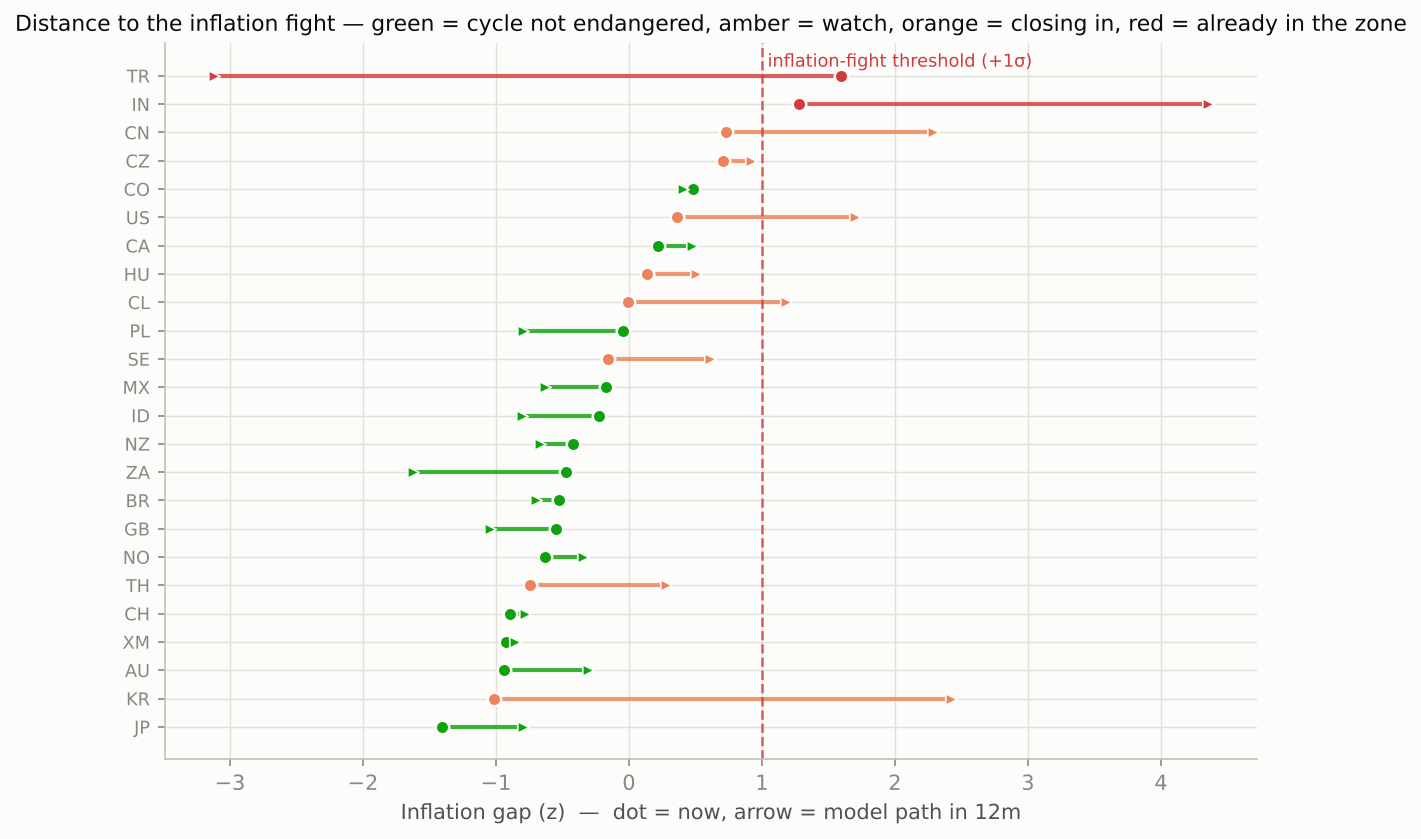 Distance to the inflation fight — green = cycle not endangered, amber = watch, orange = closing in, red = already in the zone
inflation-fight threshold (+1σ)
TR
IN
CN
CZ
CO
US
CA
HU
CL
PL
SE
MX
ID
NZ
ZA
BR
GB
NO
TH
CH
XM
AU
KR
JP
−3 −2 −1 0 1 2 3 4
Inflation gap (z) — dot = now, arrow = model path in 12m